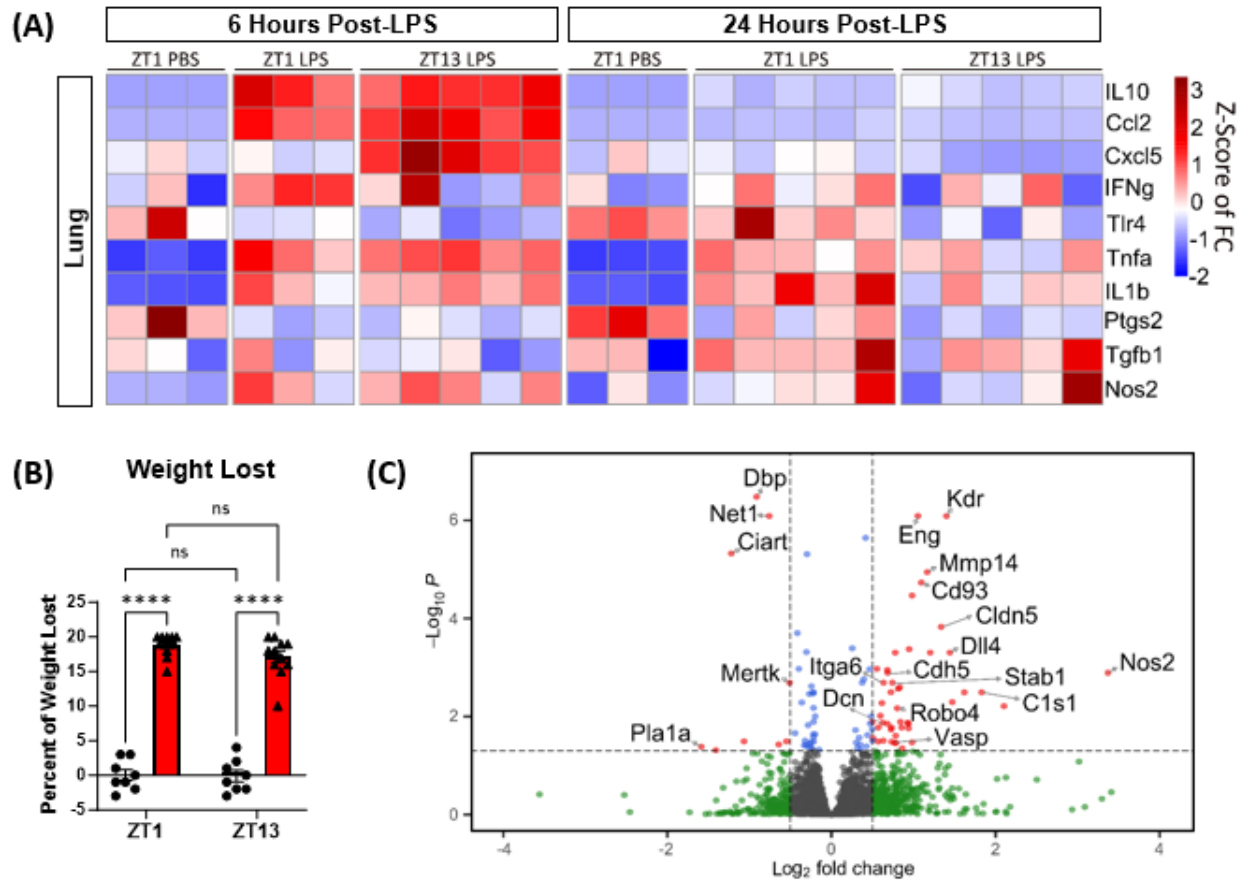 (A)
6 Hours Post-LPS
24 Hours Post-LPS
ZT1 PBS
ZT1 LPS
ZT13 LPS
ZT1 PBS
ZT1 LPS
ZT13 LPS
Lung
IL10
Ccl2
Cxcl5
IFNg
Tlr4
Tnfa
IL1b
Ptgs2
Tgfb1
Nos2
3
2
1
0
-1
-2
Z-Score of FC
(B)
Weight Lost
ns
ns
****
****
Percent of Weight Lost
25
20
15
10
5
0
-5
ZT1
ZT13
(C)
Dbp
Net1
Ciart
Kdr
Eng
Mmp14
Cd93
Cldn5
Dll4
Nos2
Mertk
Itga6
Cdh5
Stab1
Dcn
C1s1
Robo4
Pla1a
Vasp
–Log10 P
6
4
2
0
-4
-2
0
2
4
Log2 fold change